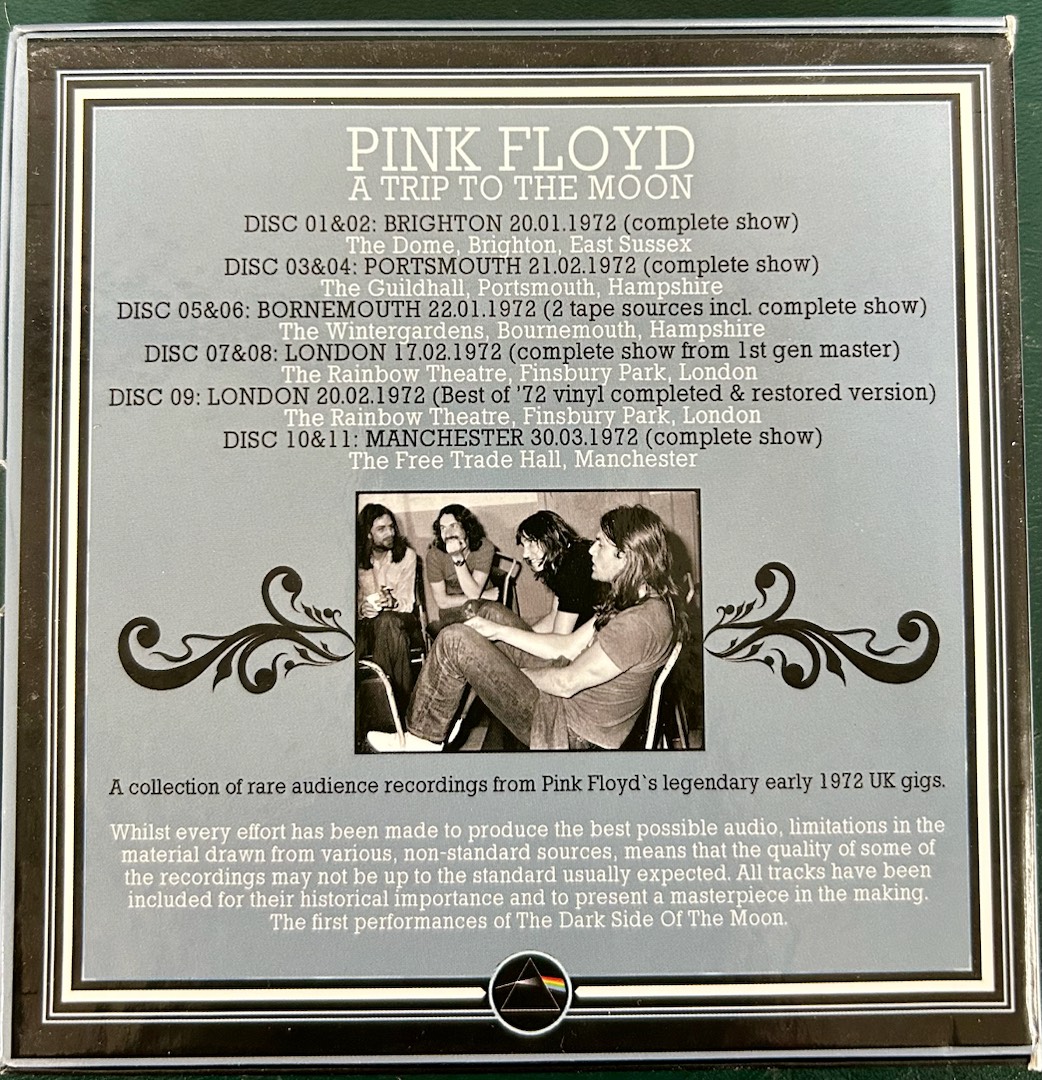 PINK FLOYD
A TRIP TO THE MOON
DISC 01&02: BRIGHTON 20.01.1972 (complete show)
The Dome, Brighton, East Sussex
DISC 03&04: PORTSMOUTH 21.02.1972 (complete show)
The Guildhall, Portsmouth, Hampshire
DISC 05&06: BORNEMOUTH 22.01.1972 (2 tape sources incl. complete show)
The Wintergardens, Bournemouth, Hampshire
DISC 07&08: LONDON 17.02.1972 (complete show from 1st gen master)
The Rainbow Theatre, Finsbury Park, London
DISC 09: LONDON 20.02.1972 (Best of '72 vinyl completed & restored version)
The Rainbow Theatre, Finsbury Park, London
DISC 10&11: MANCHESTER 30.03.1972 (complete show)
The Free Trade Hall, Manchester
A collection of rare audience recordings from Pink Floyd`s legendary early 1972 UK gigs.
Whilst every effort has been made to produce the best possible audio, limitations in the
material drawn from various, non-standard sources, means that the quality of some of
the recordings may not be up to the standard usually expected. All tracks have been
included for their historical importance and to present a masterpiece in the making.
The first performances of The Dark Side Of The Moon.